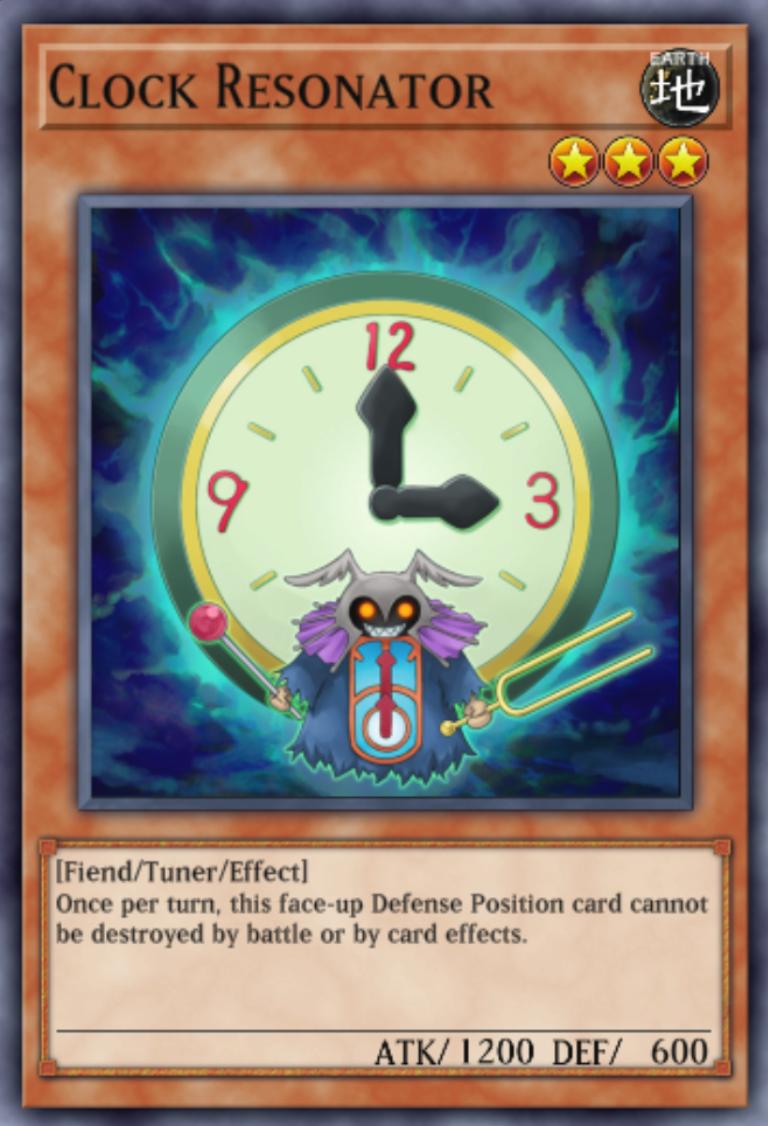 CLOCK RESONATOR
EARTH
地
12
9
3
[Fiend/Tuner/Effect]
Once per turn, this face-up Defense Position card cannot
be destroyed by battle or by card effects.
ATK/ 1200 DEF/ 600